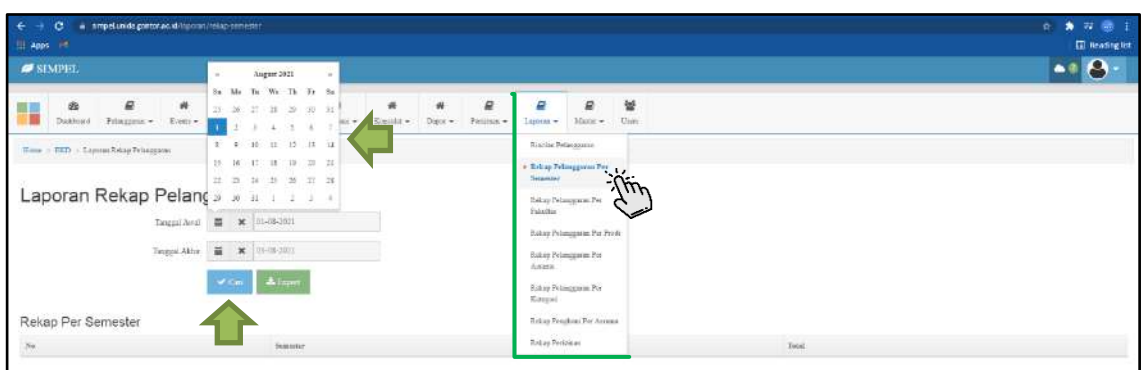 simpel.unida.gontor.ac.id/laporan/rekap-semester
Apps
Reading list
SIMPEL
« August 2021 »
Su Mo Tu We Th Fr Sa
25 26 27 28 29 30 31
1 2 3 4 5 6 7
8 9 10 11 12 13 14
15 16 17 18 19 20 21
22 23 24 25 26 27 28
29 30 31 1 2 3 4
Dashboard Pelanggaran Events Konsulat Dapur Perizinan Laporan Master Users
Home > BKD > Laporan Rekap Pelanggaran
Laporan Rekap Pelang
Tanggal Awal 01-08-2021
Tanggal Akhir
Cari Export
Rincian Pelanggaran
Rekap Pelanggaran Per
Semester
Rekap Pelanggaran Per
Fakultas
Rekap Pelanggaran Per Prodi
Rekap Pelanggaran Per
Asrama
Rekap Pelanggaran Per
Kategori
Rekap Penghuni Per Asrama
Rekap Perizinan
Rekap Per Semester
No Semester Total